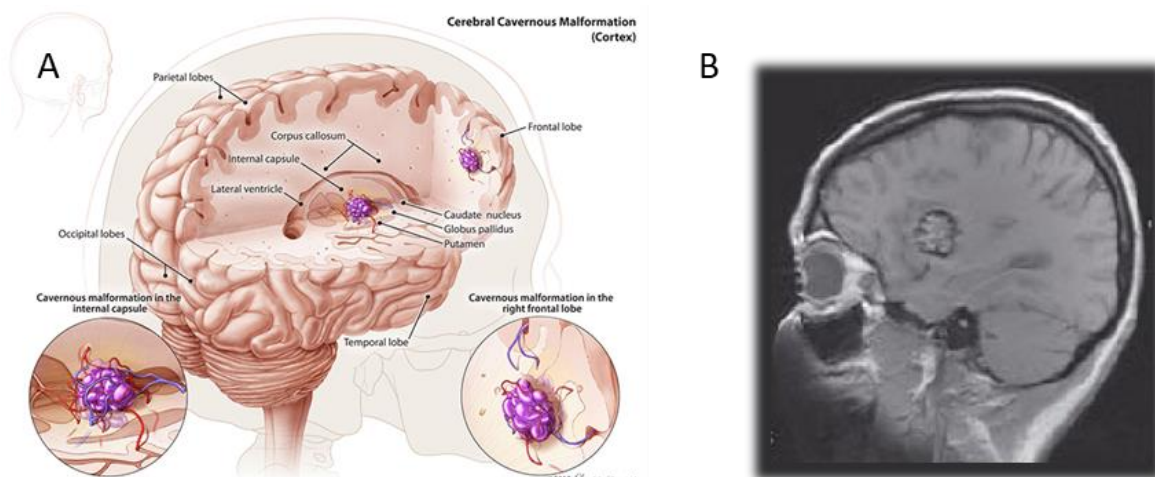 Cerebral Cavernous Malformation
(Cortex)
A
B
Parietal lobes
Frontal lobe
Corpus callosum
Internal capsule
Lateral ventricle
Caudate nucleus
Globus pallidus
Putamen
Occipital lobes
Cavernous malformation in the
internal capsule
Cavernous malformation in the
right frontal lobe
Temporal lobe